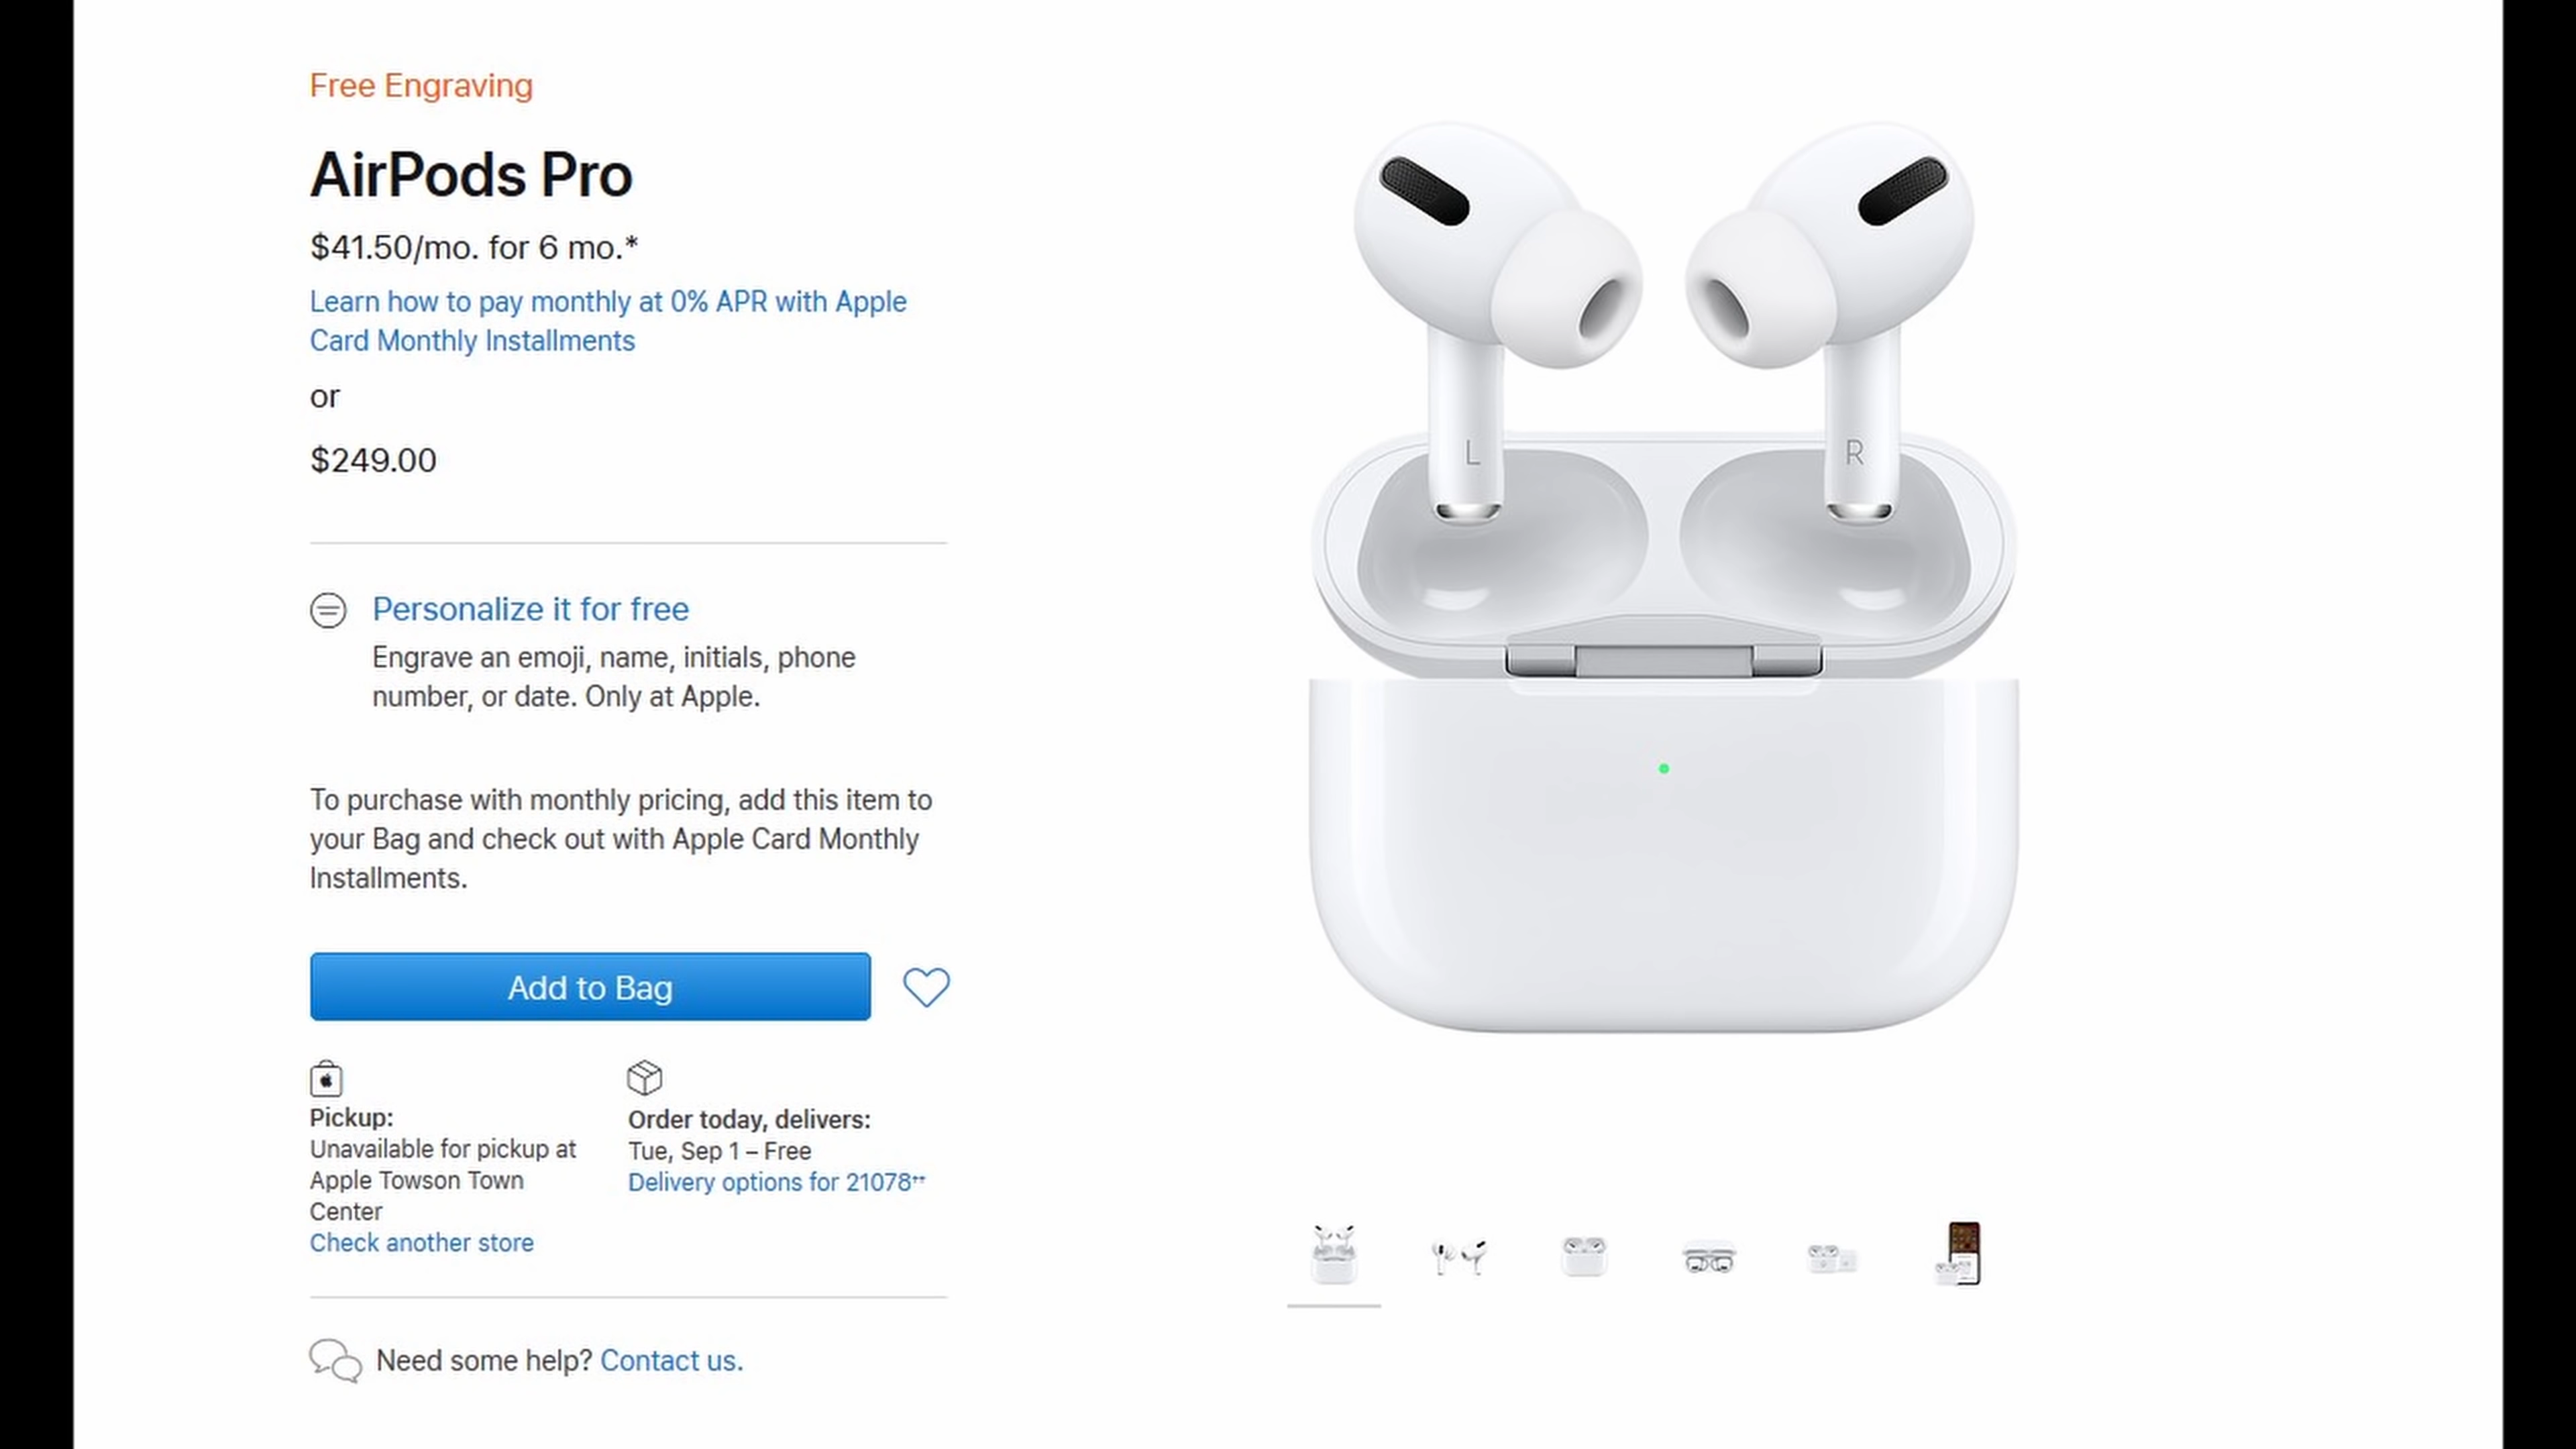 Free Engraving
AirPods Pro
$41.50/mo. for 6 mo.*
Learn how to pay monthly at 0% APR with Apple
Card Monthly Installments
or
$249.00
Personalize it for free
Engrave an emoji, name, initials, phone
number, or date. Only at Apple.
To purchase with monthly pricing, add this item to
your Bag and check out with Apple Card Monthly
Installments.
Add to Bag
Pickup:
Unavailable for pickup at
Apple Towson Town
Center
Check another store
Order today, delivers:
Tue, Sep 1 – Free
Delivery options for 21078**
Need some help? Contact us.
L
R